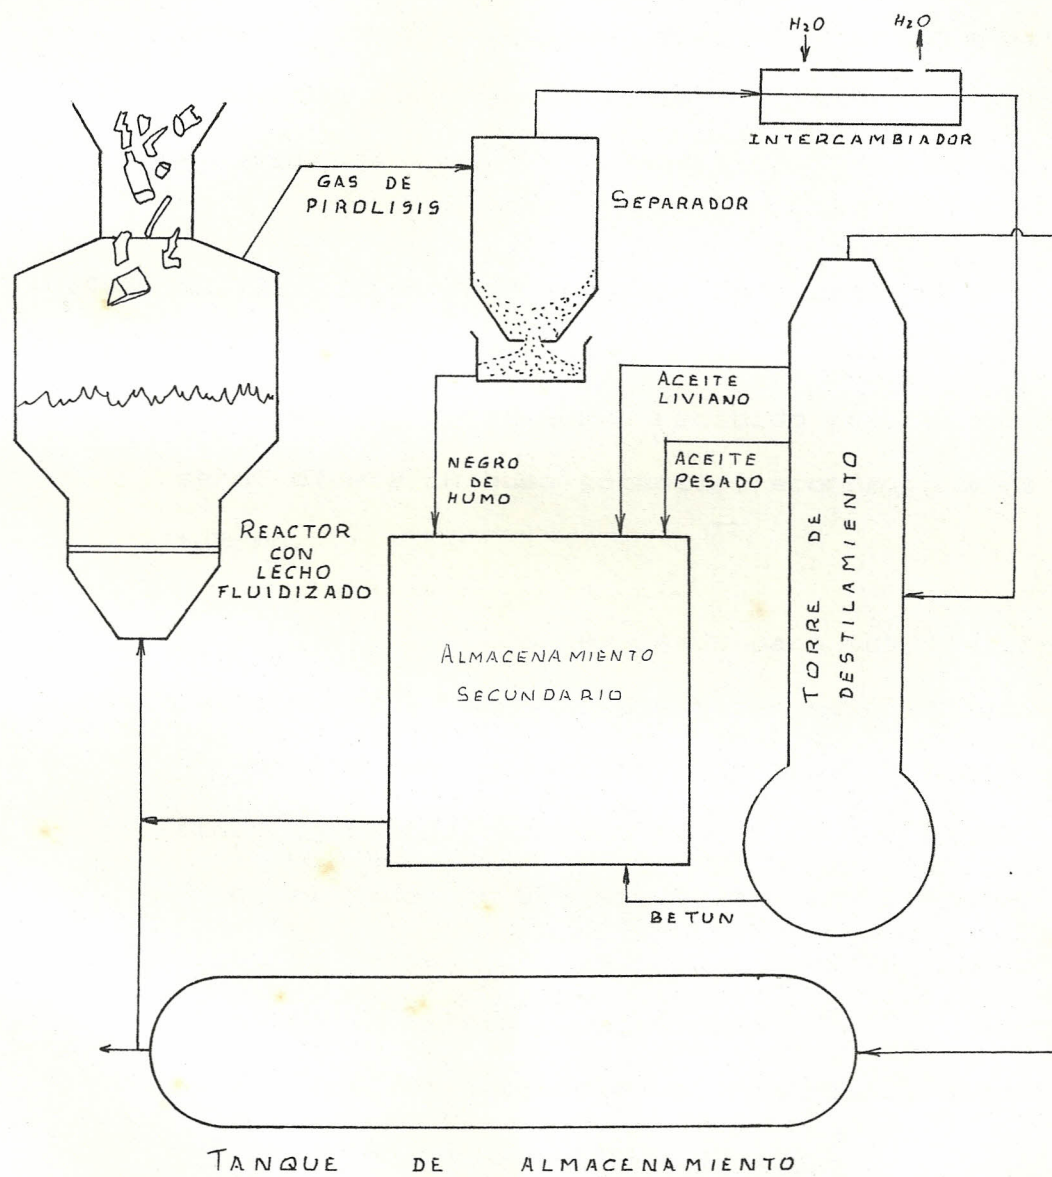 H2O
H2O
INTERCAMBIADOR
GAS DE
PIROLISIS
SEPARADOR
ACEITE
LIVIANO
ACEITE
PESADO
NEGRO
DE
HUMO
TORRE DE
DESTILAMIENTO
REACTOR
CON
LECHO
FLUIDIZADO
ALMACENAMIENTO
SECUNDARIO
BETUN
TANQUE DE ALMACENAMIENTO